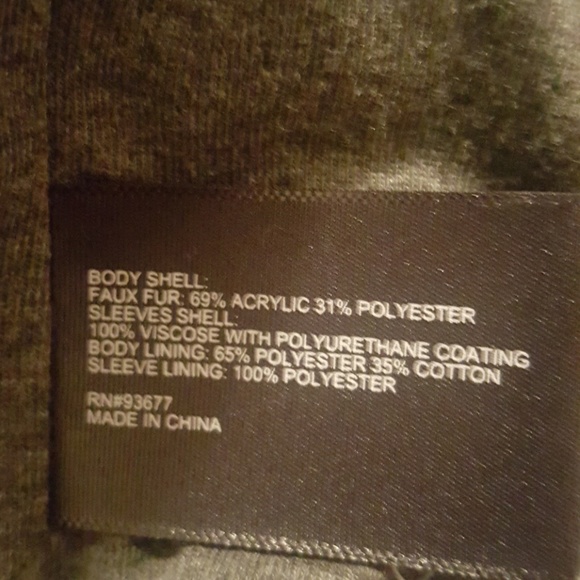 BODY SHELL:
FAUX FUR: 69% ACRYLIC 31% POLYESTER
SLEEVES SHELL:
100% VISCOSE WITH POLYURETHANE COATING
BODY LINING: 65% POLYESTER 35% COTTON
SLEEVE LINING: 100% POLYESTER
RN#93677
MADE IN CHINA